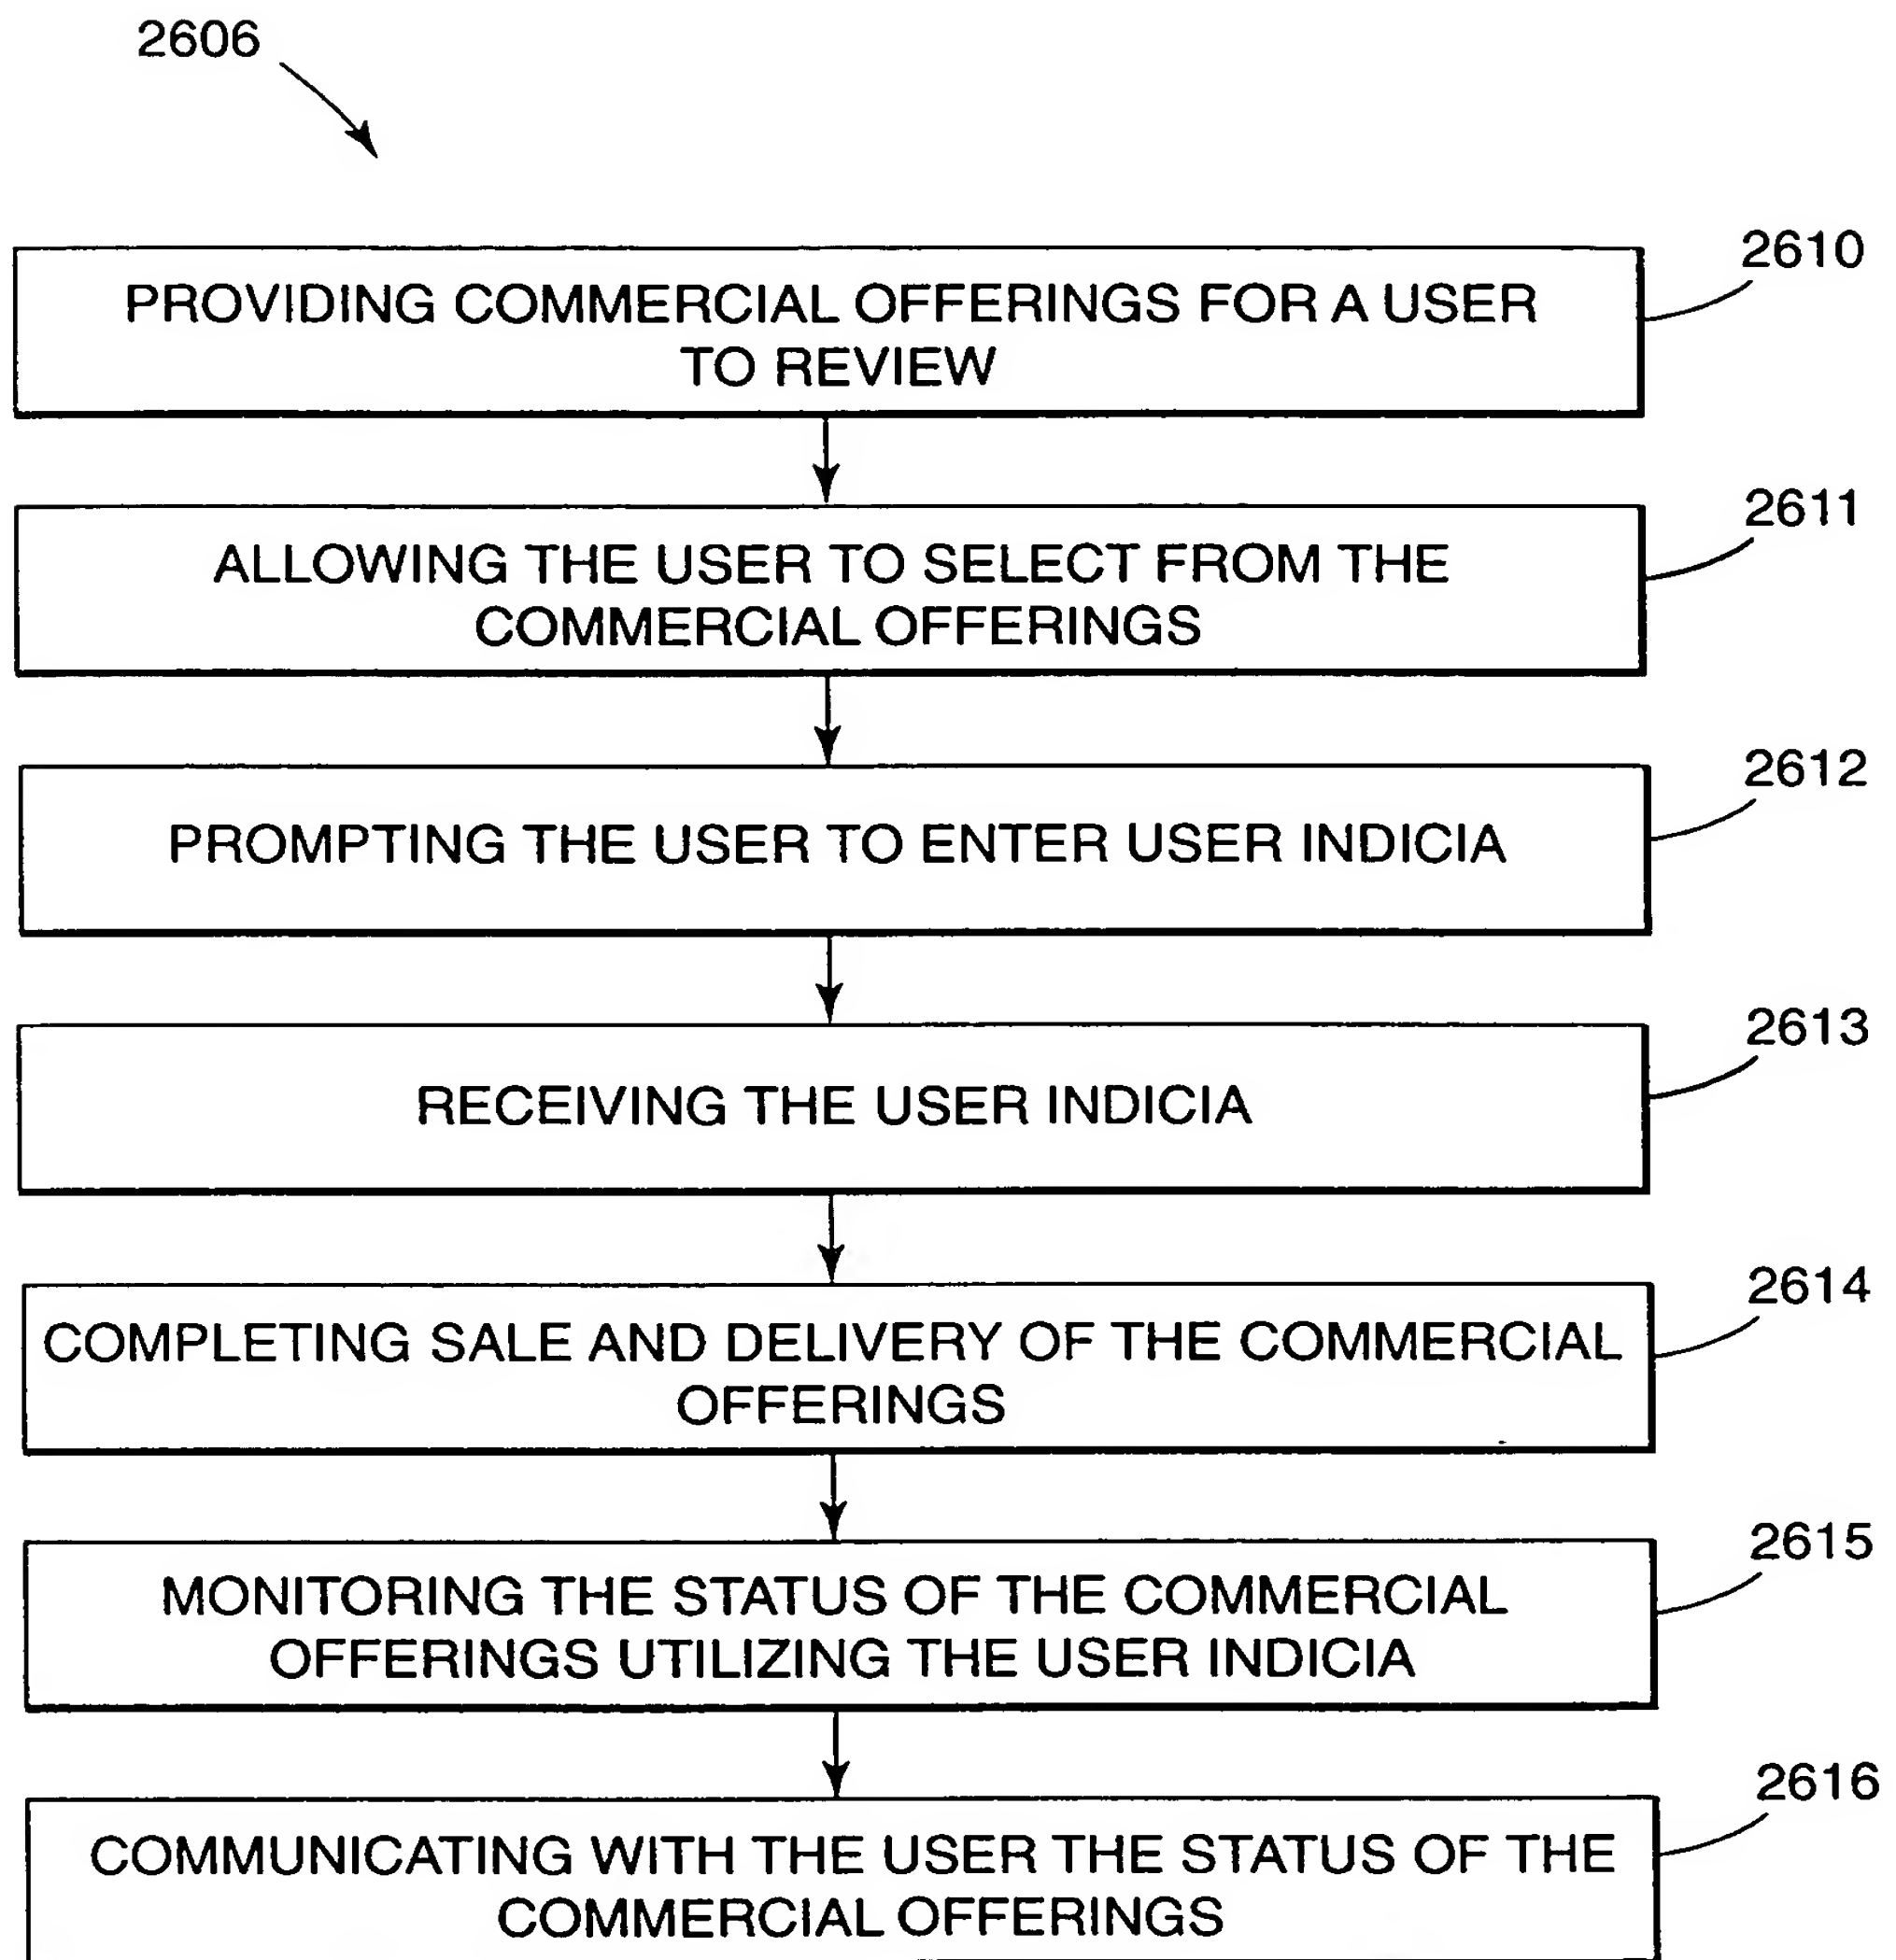 2606
2610
PROVIDING COMMERCIAL OFFERINGS FOR A USER
TO REVIEW
2611
ALLOWING THE USER TO SELECT FROM THE
COMMERCIAL OFFERINGS
2612
PROMPTING THE USER TO ENTER USER INDICIA
2613
RECEIVING THE USER INDICIA
2614
COMPLETING SALE AND DELIVERY OF THE COMMERCIAL
OFFERINGS
2615
MONITORING THE STATUS OF THE COMMERCIAL
OFFERINGS UTILIZING THE USER INDICIA
2616
COMMUNICATING WITH THE USER THE STATUS OF THE
COMMERCIAL OFFERINGS